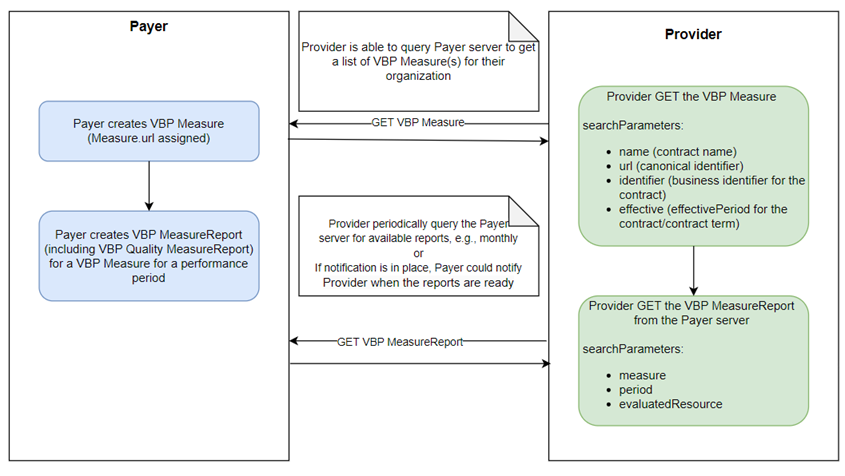 Payer
Provider is able to query Payer server to get
a list of VBP Measure(s) for their
organization
Provider
Payer creates VBP Measure
(Measure.url assigned)
GET VBP Measure
Provider GET the VBP Measure
searchParameters:
• name (contract name)
• url (canonical identifier)
• identifier (business identifier for the
contract)
• effective (effectivePeriod for the
contract/contract term)
Payer creates VBP MeasureReport
(including VBP Quality MeasureReport)
for a VBP Measure for a performance
period
Provider periodically query the Payer
server for available reports, e.g., monthly
or
If notification is in place, Payer could notify
Provider when the reports are ready
GET VBP MeasureReport
Provider GET the VBP MeasureReport
from the Payer server
searchParameters:
• measure
• period
• evaluatedResource